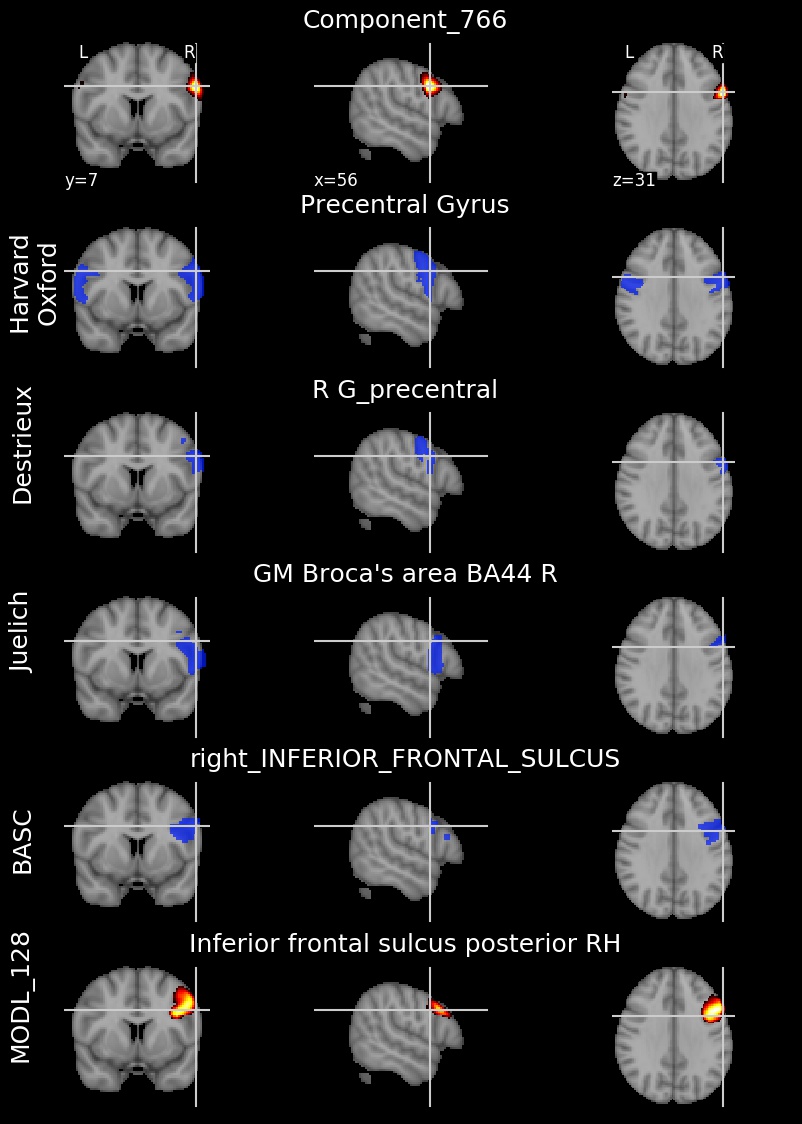 Component_766
L R L R
y=7 x=56 z=31
Precentral Gyrus
Harvard
Oxford
R G_precentral
Destrieux
GM Broca's area BA44 R
Juelich
right_INFERIOR_FRONTAL_SULCUS
BASC
Inferior frontal sulcus posterior RH
MODL_128